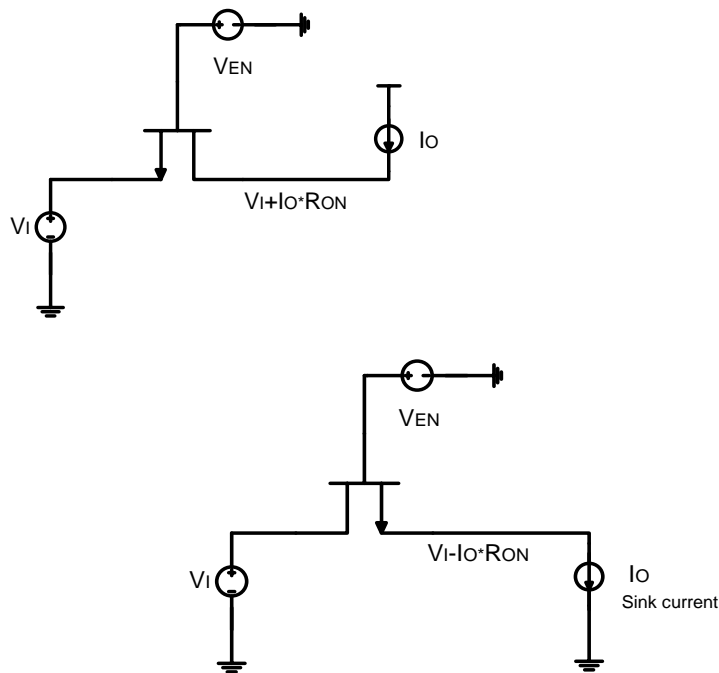 VEN
IO
VI+IO*RON
VI
VEN
VI-IO*RON
VI
IO
Sink current